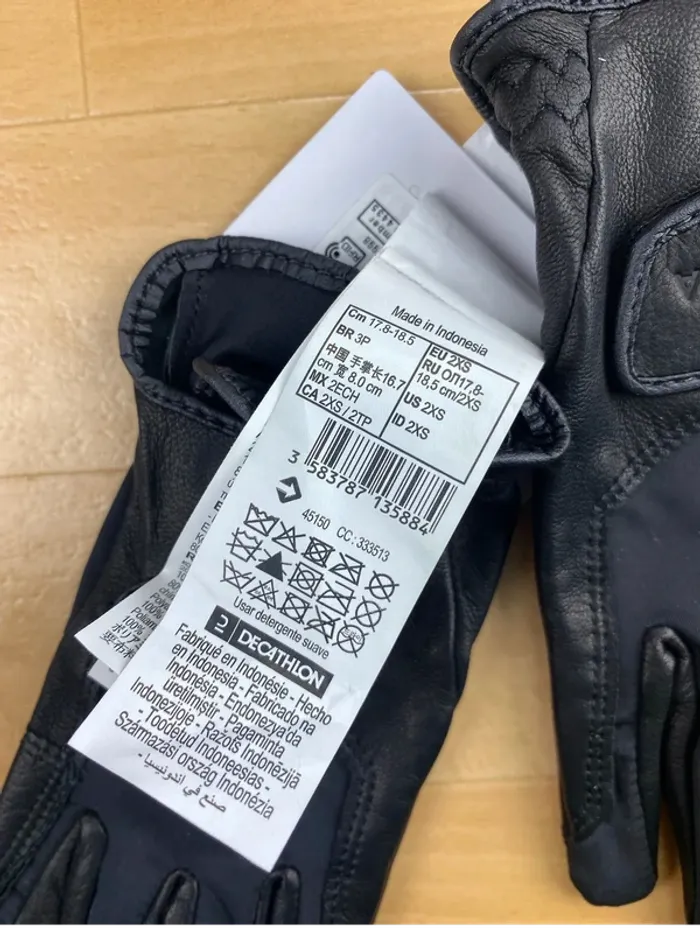 Made in Indonesia
Cm 17.8-18.5
BR 3P
中国 手掌长16.7
cm 宽 8.0 cm
MX 2ECH
CA 2XS / 2TP
EU 2XS
RU ОП17.8-
18.5 cm/2XS
US 2XS
ID 2XS
3 583787 135884
45150 CC : 333513
Usar detergente suave
DECATHLON
Fabriqué en Indonésie - Hecho
en Indonesia - Fabricado na
Indonésia - Endonezya'da
üretilmiştir - Pagaminta
Indonezijoje - Ražots Indonēzijā
- Toodetud Indoneesias -
Származási ország Indonézia
- صنع في اندونيسيا